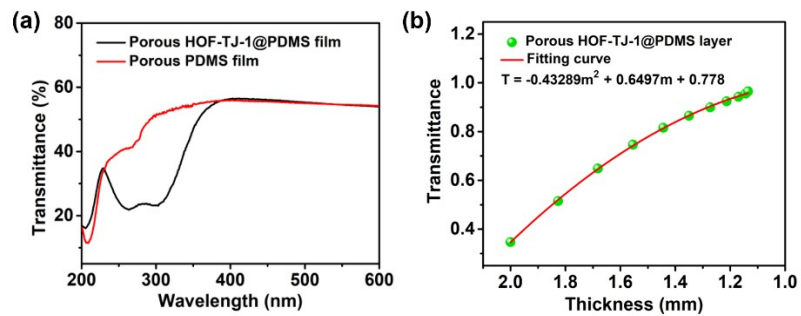 (a)
80
60
40
20
Transmittance (%)
Porous HOF-TJ-1@PDMS film
Porous PDMS film
200 300 400 500 600
Wavelength (nm)
(b)
1.2
1.0
0.8
0.6
0.4
Transmittance
Porous HOF-TJ-1@PDMS layer
Fitting curve
T = -0.43289m² + 0.6497m + 0.778
2.0 1.8 1.6 1.4 1.2 1.0
Thickness (mm)